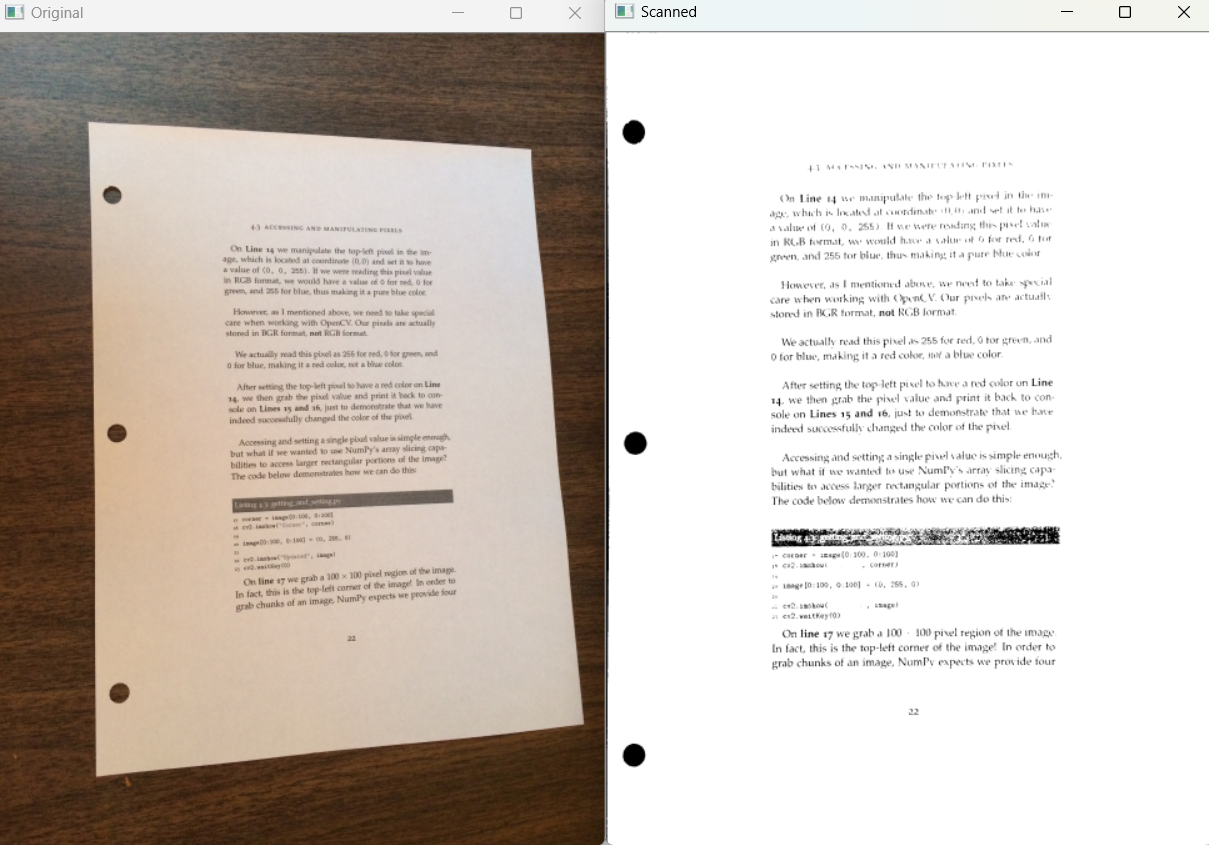 Original
Scanned
4.3 ACCESSING AND MANIPULATING PIXELS
On Line 14 we manipulate the top-left pixel in the im-
age, which is located at coordinate (0,0) and set it to have
a value of (0, 0, 255). If we were reading this pixel value
in RGB format, we would have a value of 0 for red, 0 for
green, and 255 for blue, thus making it a pure blue color.
However, as I mentioned above, we need to take special
care when working with OpenCV. Our pixels are actually
stored in BGR format, not RGB format.
We actually read this pixel as 255 for red, 0 for green, and
0 for blue, making it a red color, not a blue color.
After setting the top-left pixel to have a red color on Line
14, we then grab the pixel value and print it back to con-
sole on Lines 15 and 16, just to demonstrate that we have
indeed successfully changed the color of the pixel.
Accessing and setting a single pixel value is simple enough,
but what if we wanted to use NumPy's array slicing capa-
bilities to access larger rectangular portions of the image?
The code below demonstrates how we can do this:
Listing 4.3: getting_and_setting.py
17 corner = image[0:100, 0:100]
18 cv2.imshow("Corner", corner)
19
20 image[0:100, 0:100] = (0, 255, 0)
21
22 cv2.imshow("Updated", image)
23 cv2.waitKey(0)
On line 17 we grab a 100 × 100 pixel region of the image.
In fact, this is the top-left corner of the image! In order to
grab chunks of an image, NumPy expects we provide four
22
4.3 ACCESSING AND MANIPULATING PIXELS
On Line 14 we manipulate the top-left pixel in the im-
age, which is located at coordinate (0,0) and set it to have
a value of (0, 0, 255). If we were reading this pixel value
in RGB format, we would have a value of 0 for red, 0 for
green, and 255 for blue, thus making it a pure blue color
However, as I mentioned above, we need to take special
care when working with OpenCV. Our pixels are actually
stored in BGR format, not RGB format.
We actually read this pixel as 255 for red, 0 for green, and
0 for blue, making it a red color, not a blue color.
After setting the top-left pixel to have a red color on Line
14, we then grab the pixel value and print it back to con-
sole on Lines 15 and 16, just to demonstrate that we have
indeed successfully changed the color of the pixel
Accessing and setting a single pixel value is simple enough,
but what if we wanted to use NumPy's array slicing capa-
bilities to access larger rectangular portions of the image?
The code below demonstrates how we can do this:
Listing 4.3: getting_and_setting.py
corner = image[0:100, 0:100]
cv2.imshow( , corner)
image[0:100, 0:100] = (0, 255, 0)
cv2.imshow( , image)
cv2.waitKey(0)
On line 17 we grab a 100 100 pixel region of the image
In fact, this is the top-left corner of the image! In order to
grab chunks of an image, NumPy expects we provide four
22